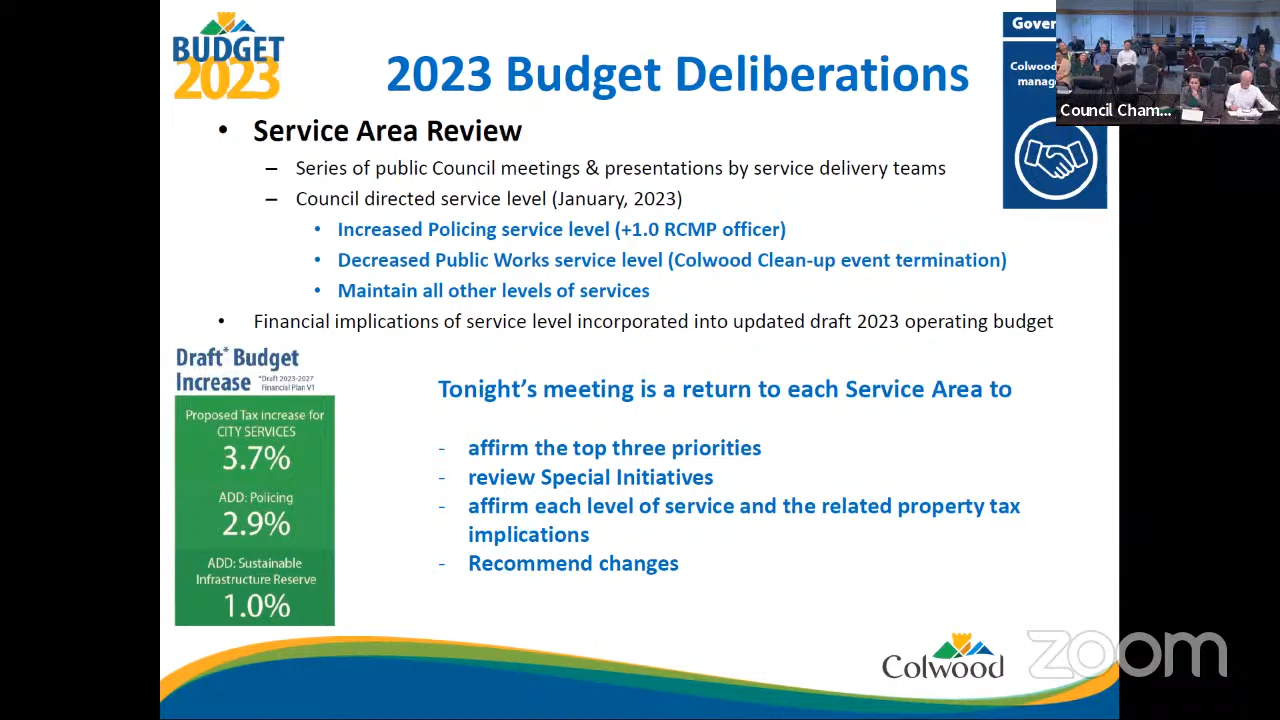 BUDGET
2023
2023 Budget Deliberations
Gover
Colwood
manag
Council Cham...
• Service Area Review
– Series of public Council meetings & presentations by service delivery teams
– Council directed service level (January, 2023)
• Increased Policing service level (+1.0 RCMP officer)
• Decreased Public Works service level (Colwood Clean-up event termination)
• Maintain all other levels of services
• Financial implications of service level incorporated into updated draft 2023 operating budget
Draft* Budget
Increase
*Draft 2023-2027
Financial Plan V1
Proposed Tax increase for
CITY SERVICES
3.7%
ADD: Policing
2.9%
ADD: Sustainable
Infrastructure Reserve
1.0%
Tonight's meeting is a return to each Service Area to
- affirm the top three priorities
- review Special Initiatives
- affirm each level of service and the related property tax
implications
- Recommend changes
Colwood
zoom